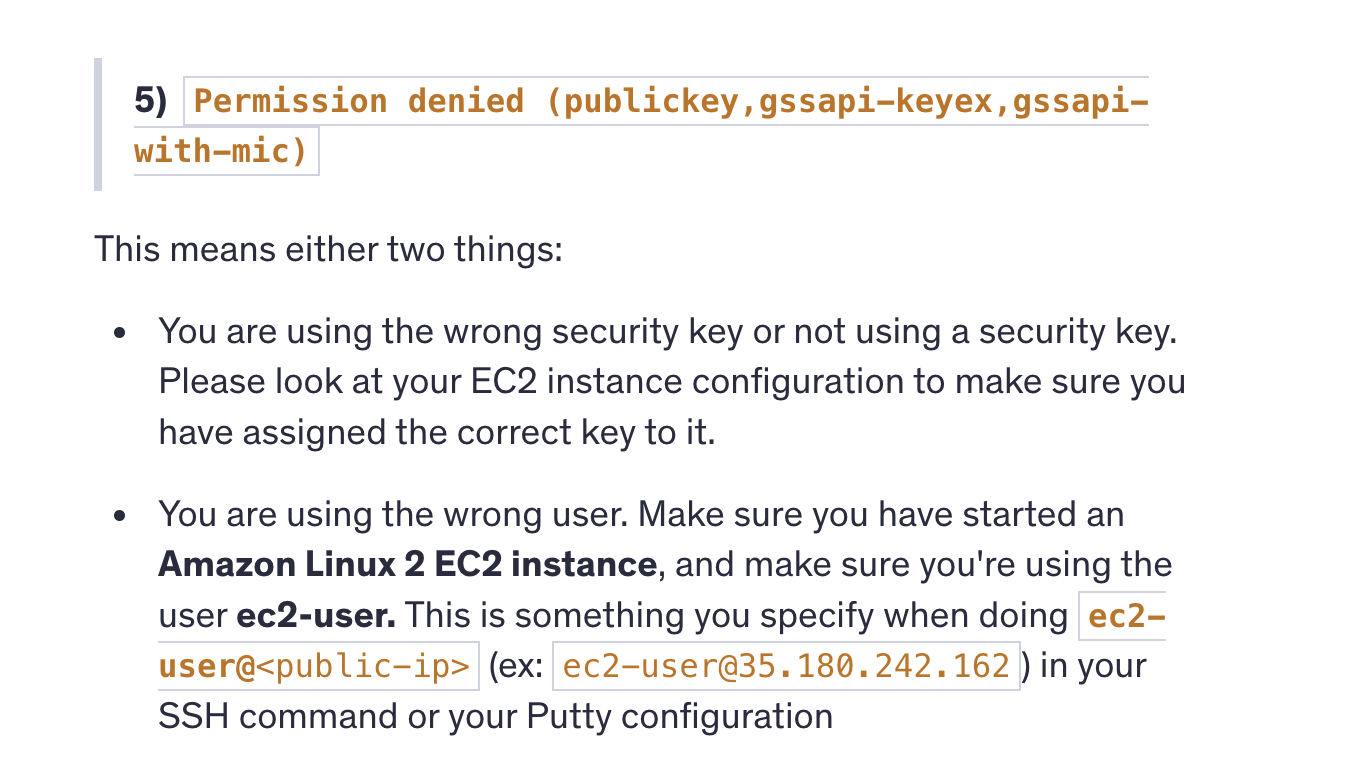 5) Permission denied (publickey,gssapi-keyex,gssapi-
with-mic)
This means either two things:
• You are using the wrong security key or not using a security key.
Please look at your EC2 instance configuration to make sure you
have assigned the correct key to it.
• You are using the wrong user. Make sure you have started an
Amazon Linux 2 EC2 instance, and make sure you're using the
user ec2-user. This is something you specify when doing ec2-
user@<public-ip> (ex: ec2-user@35.180.242.162) in your
SSH command or your Putty configuration